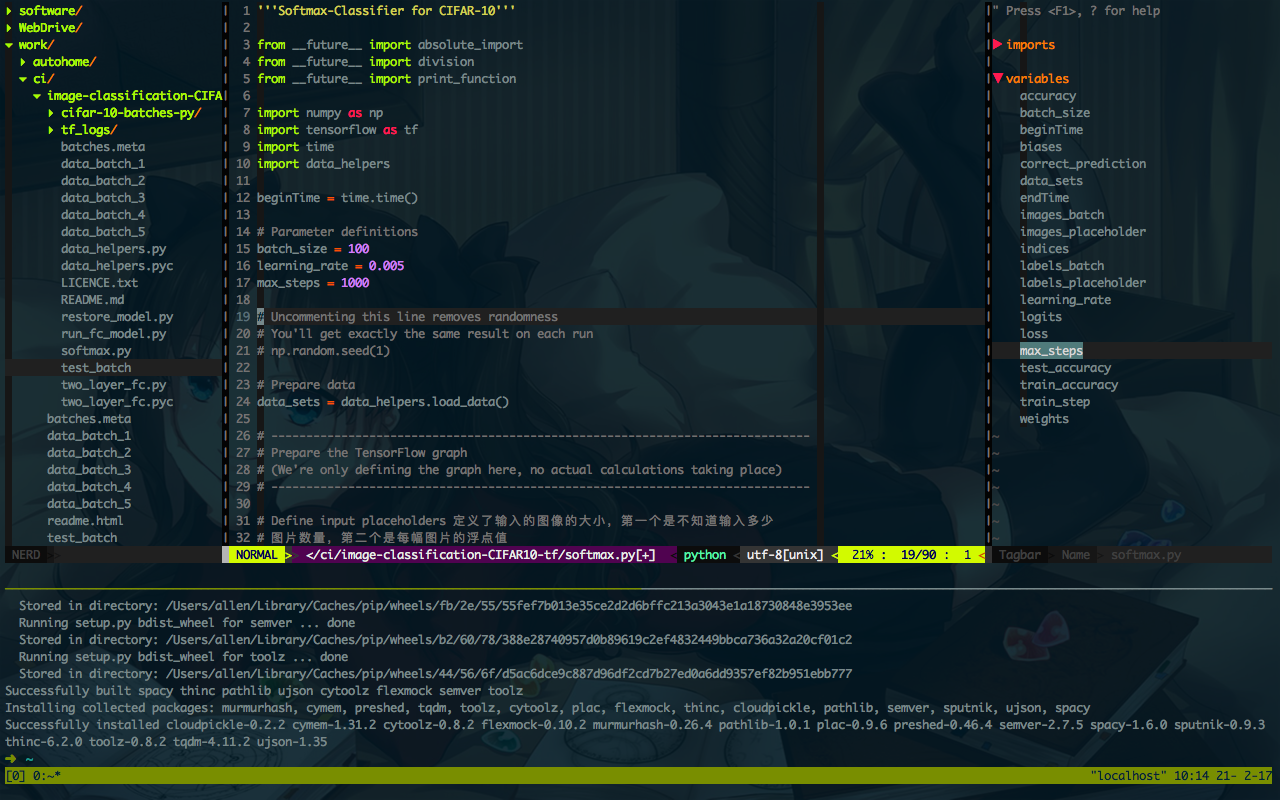 software/
WebDrive/
work/
autohome/
ci/
image-classification-CIFA
cifar-10-batches-py/
tf_logs/
batches.meta
data_batch_1
data_batch_2
data_batch_3
data_batch_4
data_batch_5
data_helpers.py
data_helpers.pyc
LICENCE.txt
README.md
restore_model.py
run_fc_model.py
softmax.py
test_batch
two_layer_fc.py
two_layer_fc.pyc
batches.meta
data_batch_1
data_batch_2
data_batch_3
data_batch_4
data_batch_5
readme.html
test_batch
NERD
1 '''Softmax-Classifier for CIFAR-10'''
2
3 from __future__ import absolute_import
4 from __future__ import division
5 from __future__ import print_function
6
7 import numpy as np
8 import tensorflow as tf
9 import time
10 import data_helpers
11
12 beginTime = time.time()
13
14 # Parameter definitions
15 batch_size = 100
16 learning_rate = 0.005
17 max_steps = 1000
18
19 # Uncommenting this line removes randomness
20 # You'll get exactly the same result on each run
21 # np.random.seed(1)
22
23 # Prepare data
24 data_sets = data_helpers.load_data()
25
26 # -----------------------------------------------------------------------------
27 # Prepare the TensorFlow graph
28 # (We're only defining the graph here, no actual calculations taking place)
29 # -----------------------------------------------------------------------------
30
31 # Define input placeholders 定义了输入的图像的大小, 第一个是不知道输入多少
32 # 图片数量, 第二个是每幅图片的浮点值
NORMAL > </ci/image-classification-CIFAR10-tf/softmax.py[+] python < utf-8[unix] < 21% : 19/90 : 1 <
" Press <F1>, ? for help
imports
variables
accuracy
batch_size
beginTime
biases
correct_prediction
data_sets
endTime
images_batch
images_placeholder
indices
labels_batch
labels_placeholder
learning_rate
logits
loss
max_steps
test_accuracy
train_accuracy
train_step
weights
~
~
~
~
~
~
~
Tagbar > Name > softmax.py
Stored in directory: /Users/allen/Library/Caches/pip/wheels/fb/2e/55/55fef7b013e35ce2d2d6bffc213a3043e1a18730848e3953ee
Running setup.py bdist_wheel for semver ... done
Stored in directory: /Users/allen/Library/Caches/pip/wheels/b2/60/78/388e28740957d0b89619c2ef4832449bbca736a32a20cf01c2
Running setup.py bdist_wheel for toolz ... done
Stored in directory: /Users/allen/Library/Caches/pip/wheels/44/56/6f/d5ac6dce9c887d96df2cd7b27ed0a6dd9357ef82b951ebb777
Successfully built spacy thinc pathlib ujson cytoolz flexmock semver toolz
Installing collected packages: murmurhash, cymem, preshed, tqdm, toolz, cytoolz, plac, flexmock, thinc, cloudpickle, pathlib, semver, sputnik, ujson, spacy
Successfully installed cloudpickle-0.2.2 cymem-1.31.2 cytoolz-0.8.2 flexmock-0.10.2 murmurhash-0.26.4 pathlib-1.0.1 plac-0.9.6 preshed-0.46.4 semver-2.7.5 spacy-1.6.0 sputnik-0.9.3
thinc-6.2.0 toolz-0.8.2 tqdm-4.11.2 ujson-1.35
➜ ~
[0] 0:~* "localhost" 10:14 21- 2-17